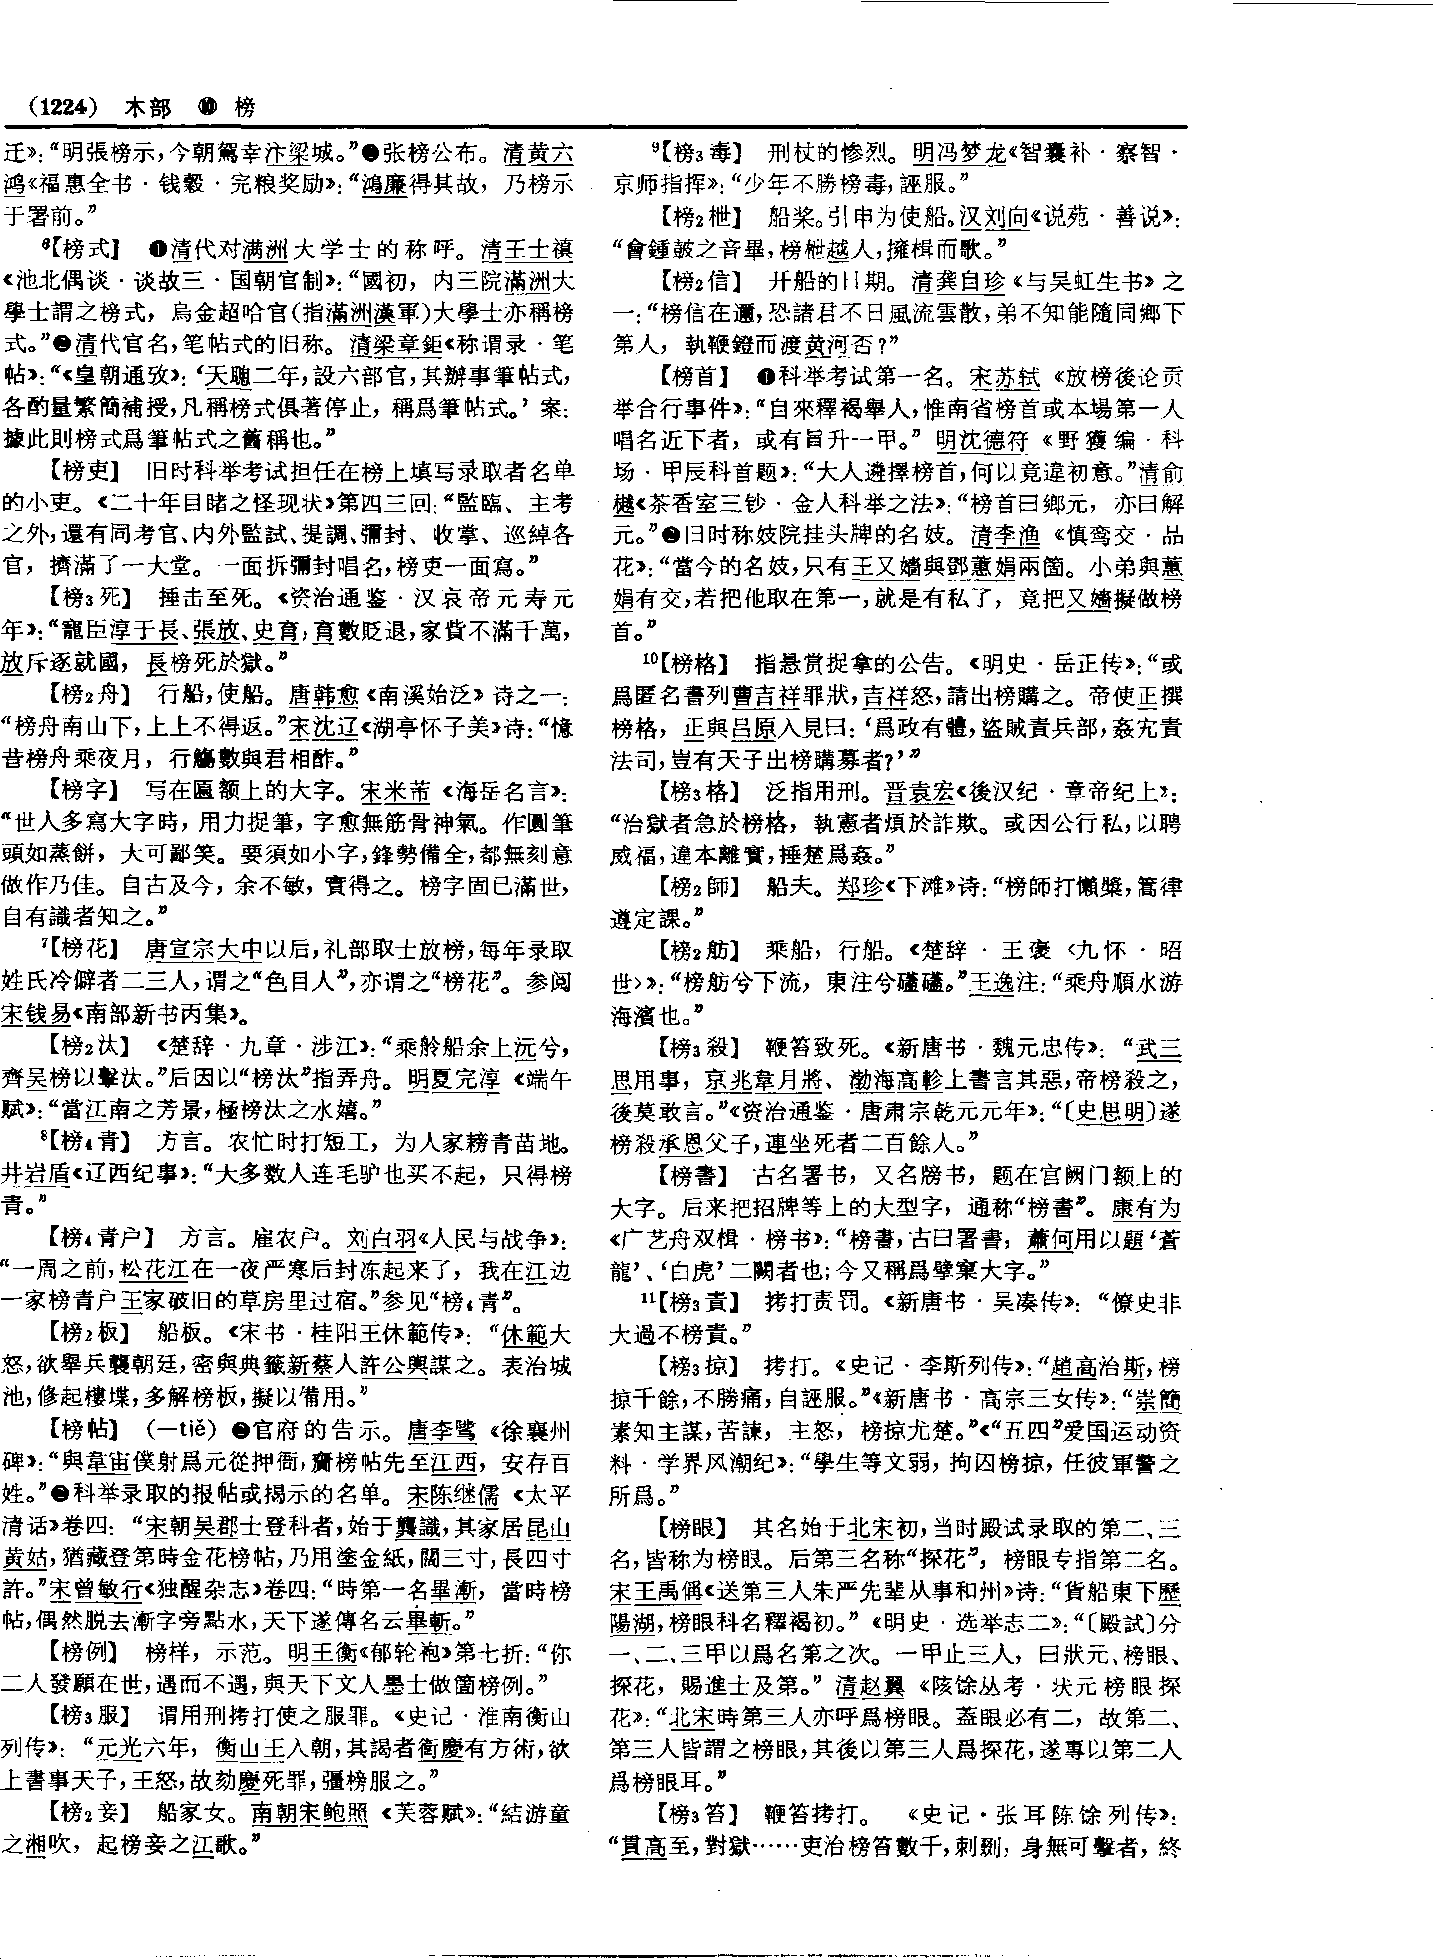 (1224) 木部 ❿ 榜
迁》:“明張榜示,今朝駕幸汴梁城。”❷张榜公布。清黄六
鸿《福惠全书·钱穀·完粮奖励》:“鴻廉得其故，乃榜示
于署前。”
⁶【榜式】 ❶清代对满洲大学士的称呼。清王士禛
《池北偶谈·谈故三·国朝官制》:“國初，内三院滿洲大
學士謂之榜式，烏金超哈官(指滿洲漢軍)大學士亦稱榜
式。”❷清代官名,笔帖式的旧称。清梁章鉅《称谓录·笔
帖》:“《皇朝通攷》:‘天聰二年,設六部官,其辦事筆帖式,
各酌量繁簡補授,凡稱榜式俱著停止，稱爲筆帖式。’案:
據此則榜式爲筆帖式之舊稱也。”
【榜吏】 旧时科举考试担任在榜上填写录取者名单
的小吏。《二十年目睹之怪现状》第四三回:“監臨、主考
之外,還有同考官、内外監試、提調、彌封、收掌、巡綽各
官，擠滿了一大堂。一面拆彌封唱名,榜吏一面寫。”
【榜₃死】 捶击至死。《资治通鉴·汉哀帝元寿元
年》:“寵臣淳于長、張放、史育,育數貶退,家貲不滿千萬,
放斥逐就國，長榜死於獄。”
【榜₂舟】 行船,使船。唐韩愈《南溪始泛》诗之一:
“榜舟南山下,上上不得返。”宋沈辽《湖亭怀子美》诗:“憶
昔榜舟乘夜月，行觴數與君相酢。”
【榜字】 写在匾额上的大字。宋米芾《海岳名言》:
“世人多寫大字時，用力捉筆,字愈無筋骨神氣。作圓筆
頭如蒸餅，大可鄙笑。要須如小字,鋒勢備全,都無刻意
做作乃佳。自古及今，余不敏，實得之。榜字固已滿世,
自有識者知之。”
⁷【榜花】 唐宣宗大中以后,礼部取士放榜,每年录取
姓氏冷僻者二三人,谓之“色目人”,亦谓之“榜花”。参阅
宋钱易《南部新书丙集》。
【榜₂汰】 《楚辞·九章·涉江》:“乘舲船余上沅兮,
齊吴榜以擊汰。”后因以“榜汰”指弄舟。明夏完淳《端午
赋》:“當江南之芳景,極榜汰之水嬉。”
⁸【榜₄青】 方言。农忙时打短工，为人家耪青苗地。
井岩盾《辽西纪事》:“大多数人连毛驴也买不起，只得榜
青。”
【榜₄青户】 方言。雇农户。刘白羽《人民与战争》:
“一周之前,松花江在一夜严寒后封冻起来了，我在江边
一家榜青户王家破旧的草房里过宿。”参见“榜₄青”。
【榜₂板】 船板。《宋书·桂阳王休範传》:“休範大
怒,欲舉兵襲朝廷,密與典籤新蔡人許公輿謀之。表治城
池,修起樓堞,多解榜板,擬以備用。”
【榜帖】 (—tiě) ❶官府的告示。唐李骘《徐襄州
碑》:“與韋宙僕射爲元從押衙,齎榜帖先至江西，安存百
姓。”❷科举录取的报帖或揭示的名单。宋陈继儒《太平
清话》卷四:“宋朝吴郡士登科者,始于龔識,其家居崑山
黄姑,猶藏登第時金花榜帖,乃用塗金紙,闊三寸,長四寸
許。”宋曾敏行《独醒杂志》卷四:“時第一名畢漸，當時榜
帖,偶然脱去漸字旁點水,天下遂傳名云畢斬。”
【榜例】 榜样，示范。明王衡《郁轮袍》第七折:“你
二人發願在世,遇而不遇,與天下文人墨士做箇榜例。”
【榜₃服】 谓用刑拷打使之服罪。《史记·淮南衡山
列传》:“元光六年，衡山王入朝,其謁者衛慶有方術,欲
上書事天子,王怒,故劾慶死罪,彊榜服之。”
【榜₂妾】 船家女。南朝宋鲍照《芙蓉赋》:“結游童
之湘吹，起榜妾之江歌。”
⁹【榜₃毒】 刑杖的惨烈。明冯梦龙《智囊补·察智·
京师指挥》:“少年不勝榜毒,誣服。”
【榜₂枻】 船桨。引申为使船。汉刘向《说苑·善说》:
“會鍾鼓之音畢,榜枻越人,擁楫而歌。”
【榜₂信】 开船的日期。清龚自珍《与吴虹生书》之
一:“榜信在邇,恐諸君不日風流雲散,弟不知能隨同鄉下
第人，執鞭鐙而渡黄河否?”
【榜首】 ❶科举考试第一名。宋苏轼《放榜後论贡
举合行事件》:“自來釋褐舉人,惟南省榜首或本場第一人
唱名近下者，或有旨升一甲。”明沈德符《野獲编·科
场·甲辰科首题》:“大人遴擇榜首,何以竟違初意。”清俞
樾《茶香室三钞·金人科举之法》:“榜首曰鄉元，亦曰解
元。”❷旧时称妓院挂头牌的名妓。清李渔《慎鸾交·品
花》:“當今的名妓,只有王又嬙與鄧蕙娟兩箇。小弟與蕙
娟有交,若把他取在第一,就是有私了，竟把又嬙擬做榜
首。”
¹⁰【榜格】 指悬赏捉拿的公告。《明史·岳正传》:“或
爲匿名書列曹吉祥罪狀,吉祥怒,請出榜購之。帝使正撰
榜格，正與吕原入見曰:‘爲政有體,盜賊責兵部,姦宄責
法司,豈有天子出榜購募者?’”
【榜₃格】 泛指用刑。晋袁宏《後汉纪·章帝纪上》:
“治獄者急於榜格，執憲者煩於詐欺。或因公行私,以騁
威福,違本離實,捶楚爲姦。”
【榜₂師】 船夫。郑珍《下滩》诗:“榜師打懶槳,篙律
遵定課。”
【榜₂舫】 乘船，行船。《楚辞·王褒〈九怀·昭
世〉》:“榜舫兮下流，東注兮礚礚。”王逸注:“乘舟順水游
海濱也。”
【榜₃殺】 鞭笞致死。《新唐书·魏元忠传》:“武三
思用事，京兆韋月將、渤海高軫上書言其惡,帝榜殺之,
後莫敢言。”《资治通鉴·唐肃宗乾元元年》:“〔史思明〕遂
榜殺承恩父子,連坐死者二百餘人。”
【榜書】 古名署书，又名牓书，题在宫阙门额上的
大字。后来把招牌等上的大型字，通称“榜書”。康有为
《广艺舟双楫·榜书》:“榜書,古曰署書，蕭何用以題‘蒼
龍’、‘白虎’二闕者也;今又稱爲擘窠大字。”
¹¹【榜₃責】 拷打责罚。《新唐书·吴凑传》:“僚史非
大過不榜責。”
【榜₃掠】 拷打。《史记·李斯列传》:“趙高治斯,榜
掠千餘,不勝痛,自誣服。”《新唐书·高宗三女传》:“崇簡
素知主謀,苦諫，主怒，榜掠尤楚。”《“五四”爱国运动资
料·学界风潮纪》:“學生等文弱，拘囚榜掠，任彼軍警之
所爲。”
【榜眼】 其名始于北宋初,当时殿试录取的第二、三
名,皆称为榜眼。后第三名称“探花”，榜眼专指第二名。
宋王禹偁《送第三人朱严先辈从事和州》诗:“賃船東下歷
陽湖,榜眼科名釋褐初。”《明史·选举志二》:“〔殿試〕分
一、二、三甲以爲名第之次。一甲止三人，曰狀元、榜眼、
探花，賜進士及第。”清赵翼《陔馀丛考·状元榜眼探
花》:“北宋時第三人亦呼爲榜眼。蓋眼必有二，故第二、
第三人皆謂之榜眼,其後以第三人爲探花,遂專以第二人
爲榜眼耳。”
【榜₃笞】 鞭笞拷打。《史记·张耳陈馀列传》:
“貫高至,對獄……吏治榜笞數千,刺剟，身無可擊者，終